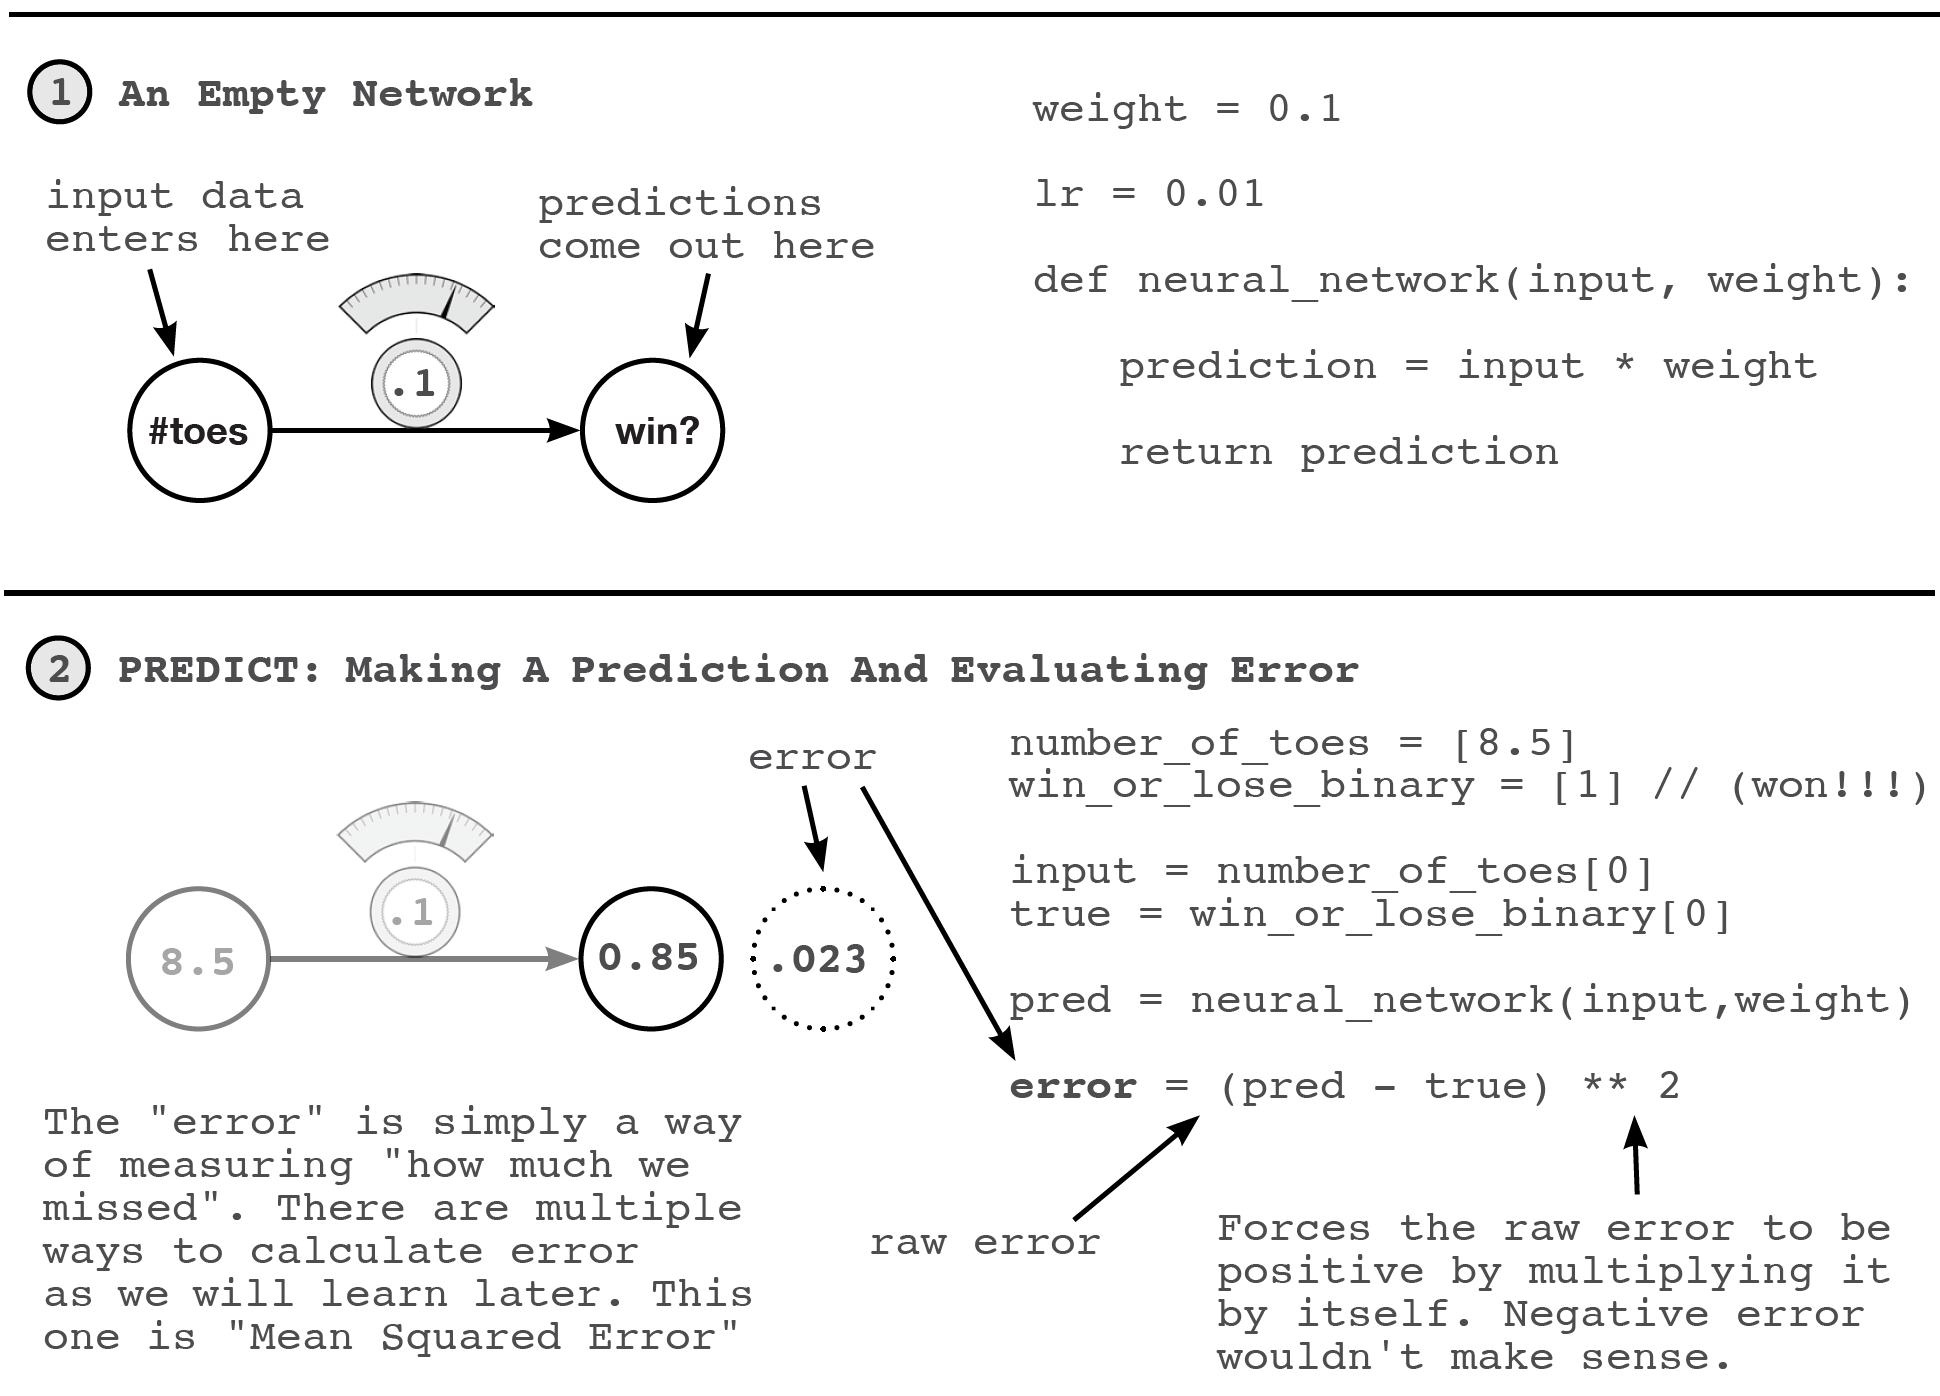 1 An Empty Network
input data
enters here
predictions
come out here
.1
#toes
win?
weight = 0.1
lr = 0.01
def neural_network(input, weight):
prediction = input * weight
return prediction
2 PREDICT: Making A Prediction And Evaluating Error
error
.1
8.5
0.85
.023
number_of_toes = [8.5]
win_or_lose_binary = [1] // (won!!!)
input = number_of_toes[0]
true = win_or_lose_binary[0]
pred = neural_network(input,weight)
error = (pred - true) ** 2
raw error
Forces the raw error to be
positive by multiplying it
by itself. Negative error
wouldn't make sense.
The "error" is simply a way
of measuring "how much we
missed". There are multiple
ways to calculate error
as we will learn later. This
one is "Mean Squared Error"